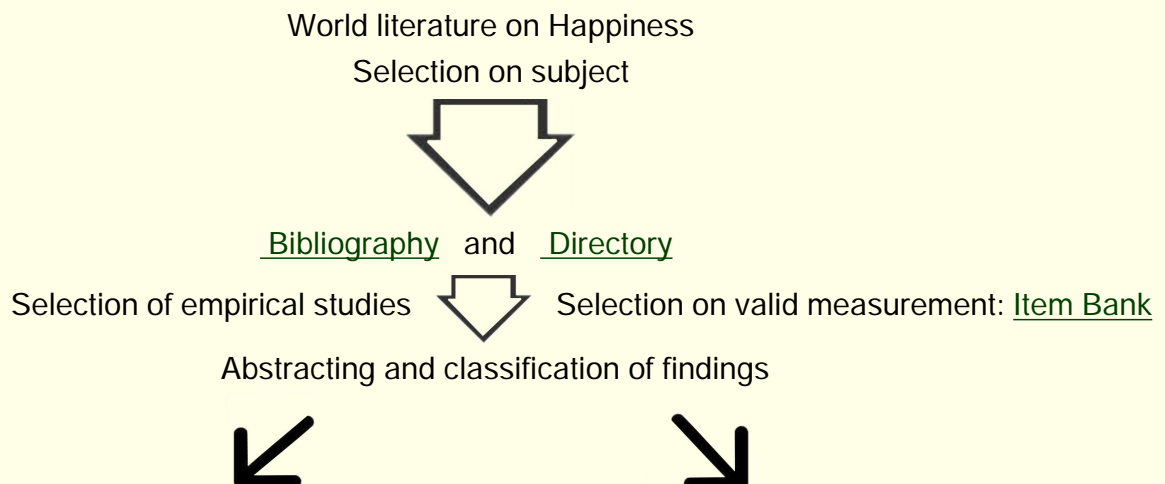 World literature on Happiness
Selection on subject
Bibliography and Directory
Selection of empirical studies Selection on valid measurement: Item Bank
Abstracting and classification of findings